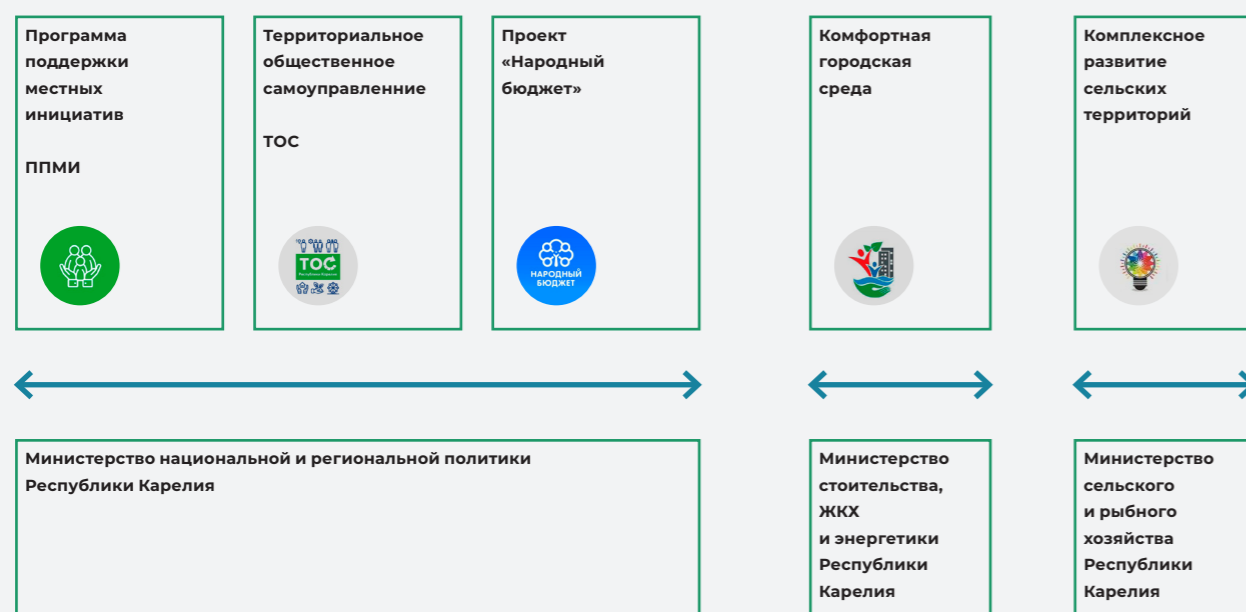 Программа
поддержки
местных
инициатив
ППМИ
Территориальное
общественное
самоуправленние
ТОС
Проект
«Народный
бюджет»
Комфортная
городская
среда
Комплексное
развитие
сельских
территорий
ТОС
НАРОДНЫЙ
БЮДЖЕТ
Министерство национальной и региональной политики
Республики Карелия
Министерство
стоительства,
ЖКХ
и энергетики
Республики
Карелия
Министерство
сельского
и рыбного
хозяйства
Республики
Карелия